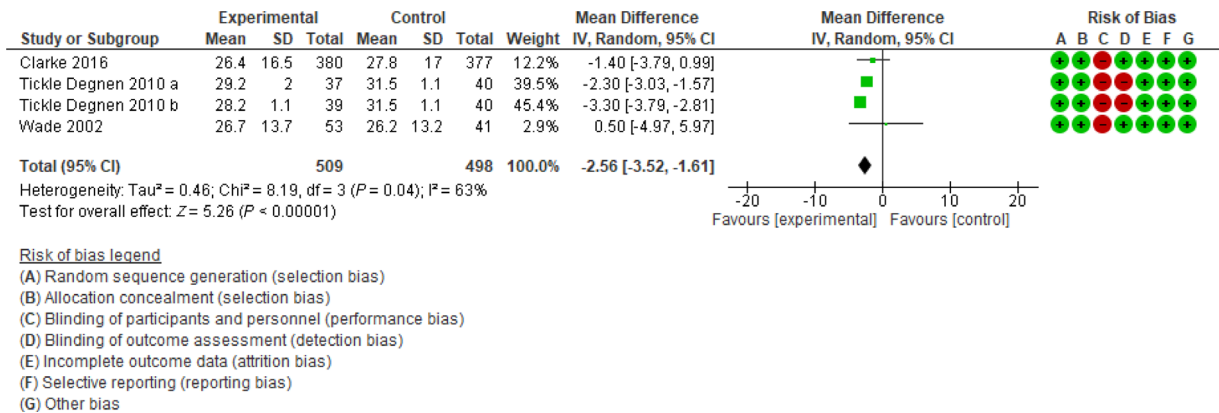 Experimental Control Mean Difference Mean Difference Risk of Bias
Study or Subgroup Mean SD Total Mean SD Total Weight IV, Random, 95% CI IV, Random, 95% CI A B C D E F G
Clarke 2016 26.4 16.5 380 27.8 17 377 12.2% -1.40 [-3.79, 0.99] + + - + + + +
Tickle Degnen 2010 a 29.2 2 37 31.5 1.1 40 39.5% -2.30 [-3.03, -1.57] + + - - + + +
Tickle Degnen 2010 b 28.2 1.1 39 31.5 1.1 40 45.4% -3.30 [-3.79, -2.81] + + - - + + +
Wade 2002 26.7 13.7 53 26.2 13.2 41 2.9% 0.50 [-4.97, 5.97] + + - + + + +
Total (95% CI) 509 498 100.0% -2.56 [-3.52, -1.61]
Heterogeneity: Tau² = 0.46; Chi² = 8.19, df = 3 (P = 0.04); I² = 63%
Test for overall effect: Z = 5.26 (P < 0.00001)
-20 -10 0 10 20
Favours [experimental] Favours [control]
Risk of bias legend
(A) Random sequence generation (selection bias)
(B) Allocation concealment (selection bias)
(C) Blinding of participants and personnel (performance bias)
(D) Blinding of outcome assessment (detection bias)
(E) Incomplete outcome data (attrition bias)
(F) Selective reporting (reporting bias)
(G) Other bias